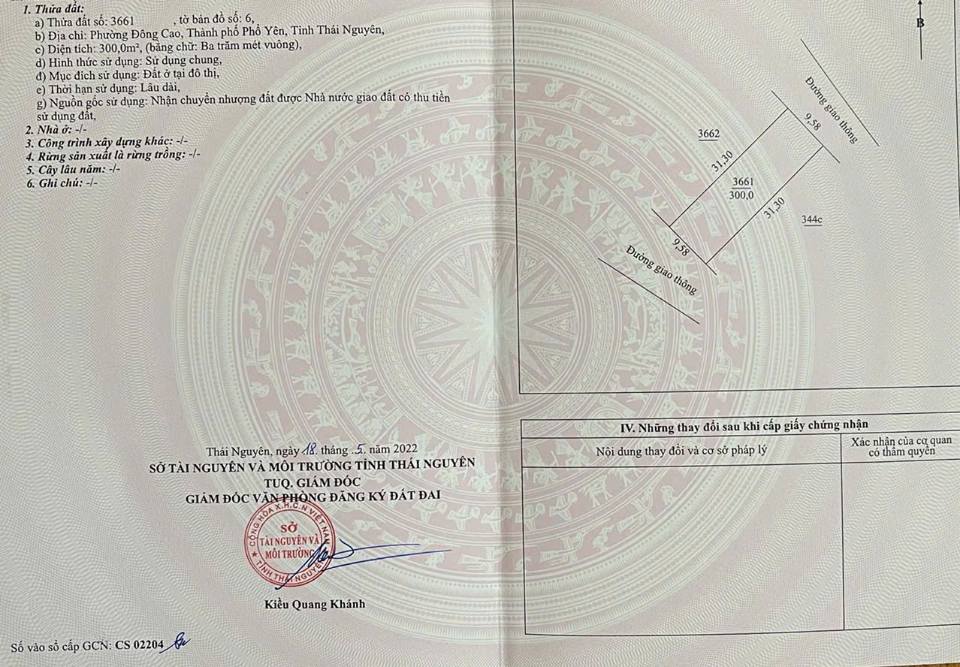 1. Thửa đất:
a) Thửa đất số: 3661 , tờ bản đồ số: 6,
b) Địa chỉ: Phường Đông Cao, Thành phố Phổ Yên, Tỉnh Thái Nguyên,
c) Diện tích: 300,0m², (bằng chữ: Ba trăm mét vuông),
d) Hình thức sử dụng: Sử dụng chung,
đ) Mục đích sử dụng: Đất ở tại đô thị,
e) Thời hạn sử dụng: Lâu dài,
g) Nguồn gốc sử dụng: Nhận chuyển nhượng đất được Nhà nước giao đất có thu tiền
sử dụng đất,
2. Nhà ở: -/-
3. Công trình xây dựng khác: -/-
4. Rừng sản xuất là rừng trồng: -/-
5. Cây lâu năm: -/-
6. Ghi chú: -/-
Thái Nguyên, ngày 18 tháng 5 năm 2022
SỞ TÀI NGUYÊN VÀ MÔI TRƯỜNG TỈNH THÁI NGUYÊN
TUQ. GIÁM ĐỐC
GIÁM ĐỐC VĂN PHÒNG ĐĂNG KÝ ĐẤT ĐAI
CỘNG HÒA X.H.C.N VIỆT NAM
SỞ
TÀI NGUYÊN VÀ
MÔI TRƯỜNG
TỈNH THÁI NGUYÊN
Kiều Quang Khánh
Số vào sổ cấp GCN: CS 02204
B
Đường giao thông
9,58
3662
31,30
3661
300,0
31,30
344c
9,58
Đường giao thông
IV. Những thay đổi sau khi cấp giấy chứng nhận
Nội dung thay đổi và cơ sở pháp lý
Xác nhận của cơ quan
có thẩm quyền